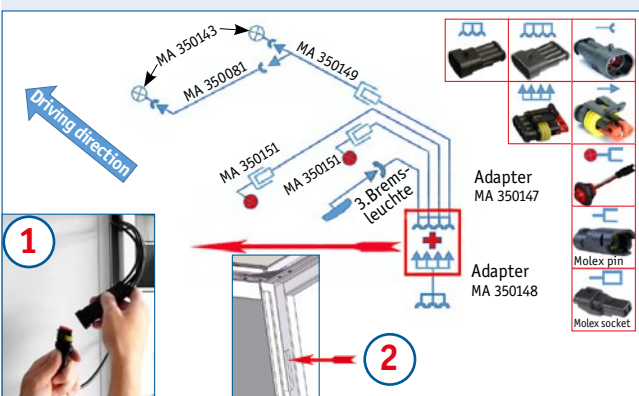 MA 350143
MA 350081
MA 350149
Driving direction
MA 350151
MA 350151
3.Brems-
leuchte
Adapter
MA 350147
Adapter
MA 350148
Molex pin
Molex socket
1
2